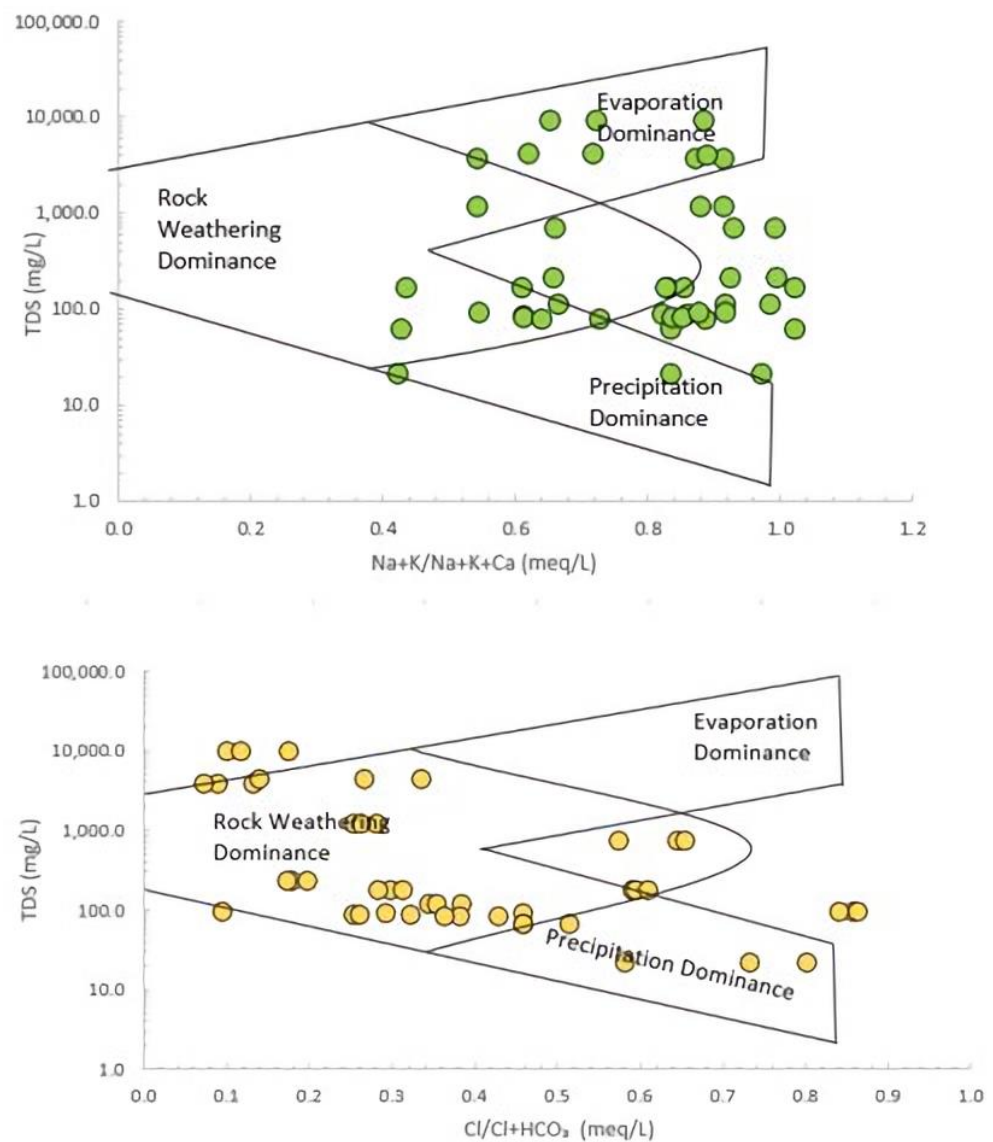 100,000.0
10,000.0
1,000.0
100.0
10.0
1.0
TDS (mg/L)
Evaporation
Dominance
Rock
Weathering
Dominance
Precipitation
Dominance
0.0 0.2 0.4 0.6 0.8 1.0 1.2
Na+K/Na+K+Ca (meq/L)
100,000.0
10,000.0
1,000.0
100.0
10.0
1.0
TDS (mg/L)
Evaporation
Dominance
Rock Weathering
Dominance
Precipitation Dominance
0.0 0.1 0.2 0.3 0.4 0.5 0.6 0.7 0.8 0.9 1.0
Cl/Cl+HCO₃ (meq/L)